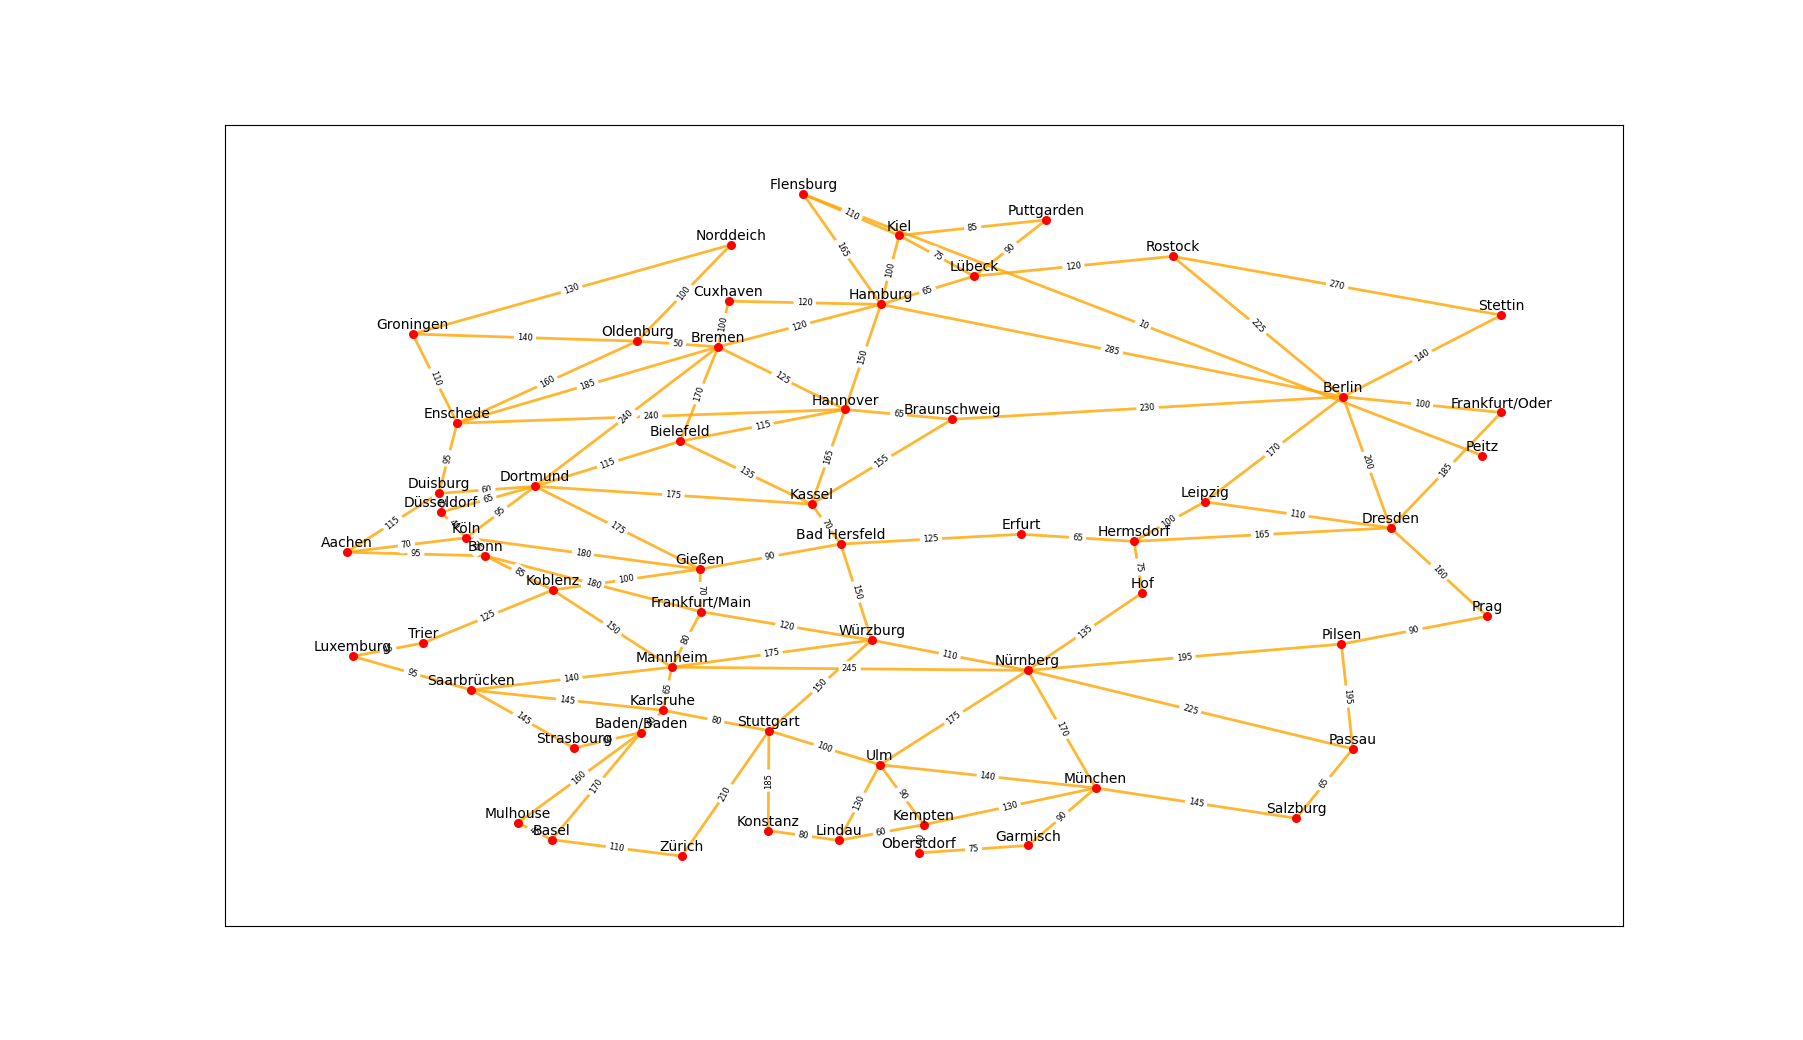 Flensburg
110
Puttgarden
Kiel
85
Norddeich
165
90
Rostock
75
Lübeck
120
100
130
100
270
Cuxhaven
120
Hamburg
65
Stettin
Groningen
100
120
10
225
140
Oldenburg
50
Bremen
285
140
150
110
160
185
125
Berlin
170
Hannover
100
Frankfurt/Oder
Enschede
240
240
65
Braunschweig
230
115
Bielefeld
Peitz
170
95
115
135
165
155
200
185
Dortmund
Duisburg
60
175
Kassel
Leipzig
65
Düsseldorf
95
110
115
175
70
100
Dresden
Köln
Erfurt
Hermsdorf
Aachen
70
Bad Hersfeld
125
65
165
Bonn
95
180
90
Gießen
85
75
160
Koblenz
180
100
70
150
Hof
Frankfurt/Main
125
150
120
Prag
Trier
80
Würzburg
135
90
Pilsen
Luxemburg
175
110
Mannheim
245
Nürnberg
195
95
Saarbrücken
140
65
150
145
Karlsruhe
195
225
145
80
Stuttgart
175
170
Baden/Baden
Strasbourg
100
Passau
Ulm
160
170
185
140
München
65
210
130
90
130
145
Mulhouse
Konstanz
Kempten
90
Salzburg
Basel
80
Lindau
60
Garmisch
110
Zürich
Oberstdorf
75